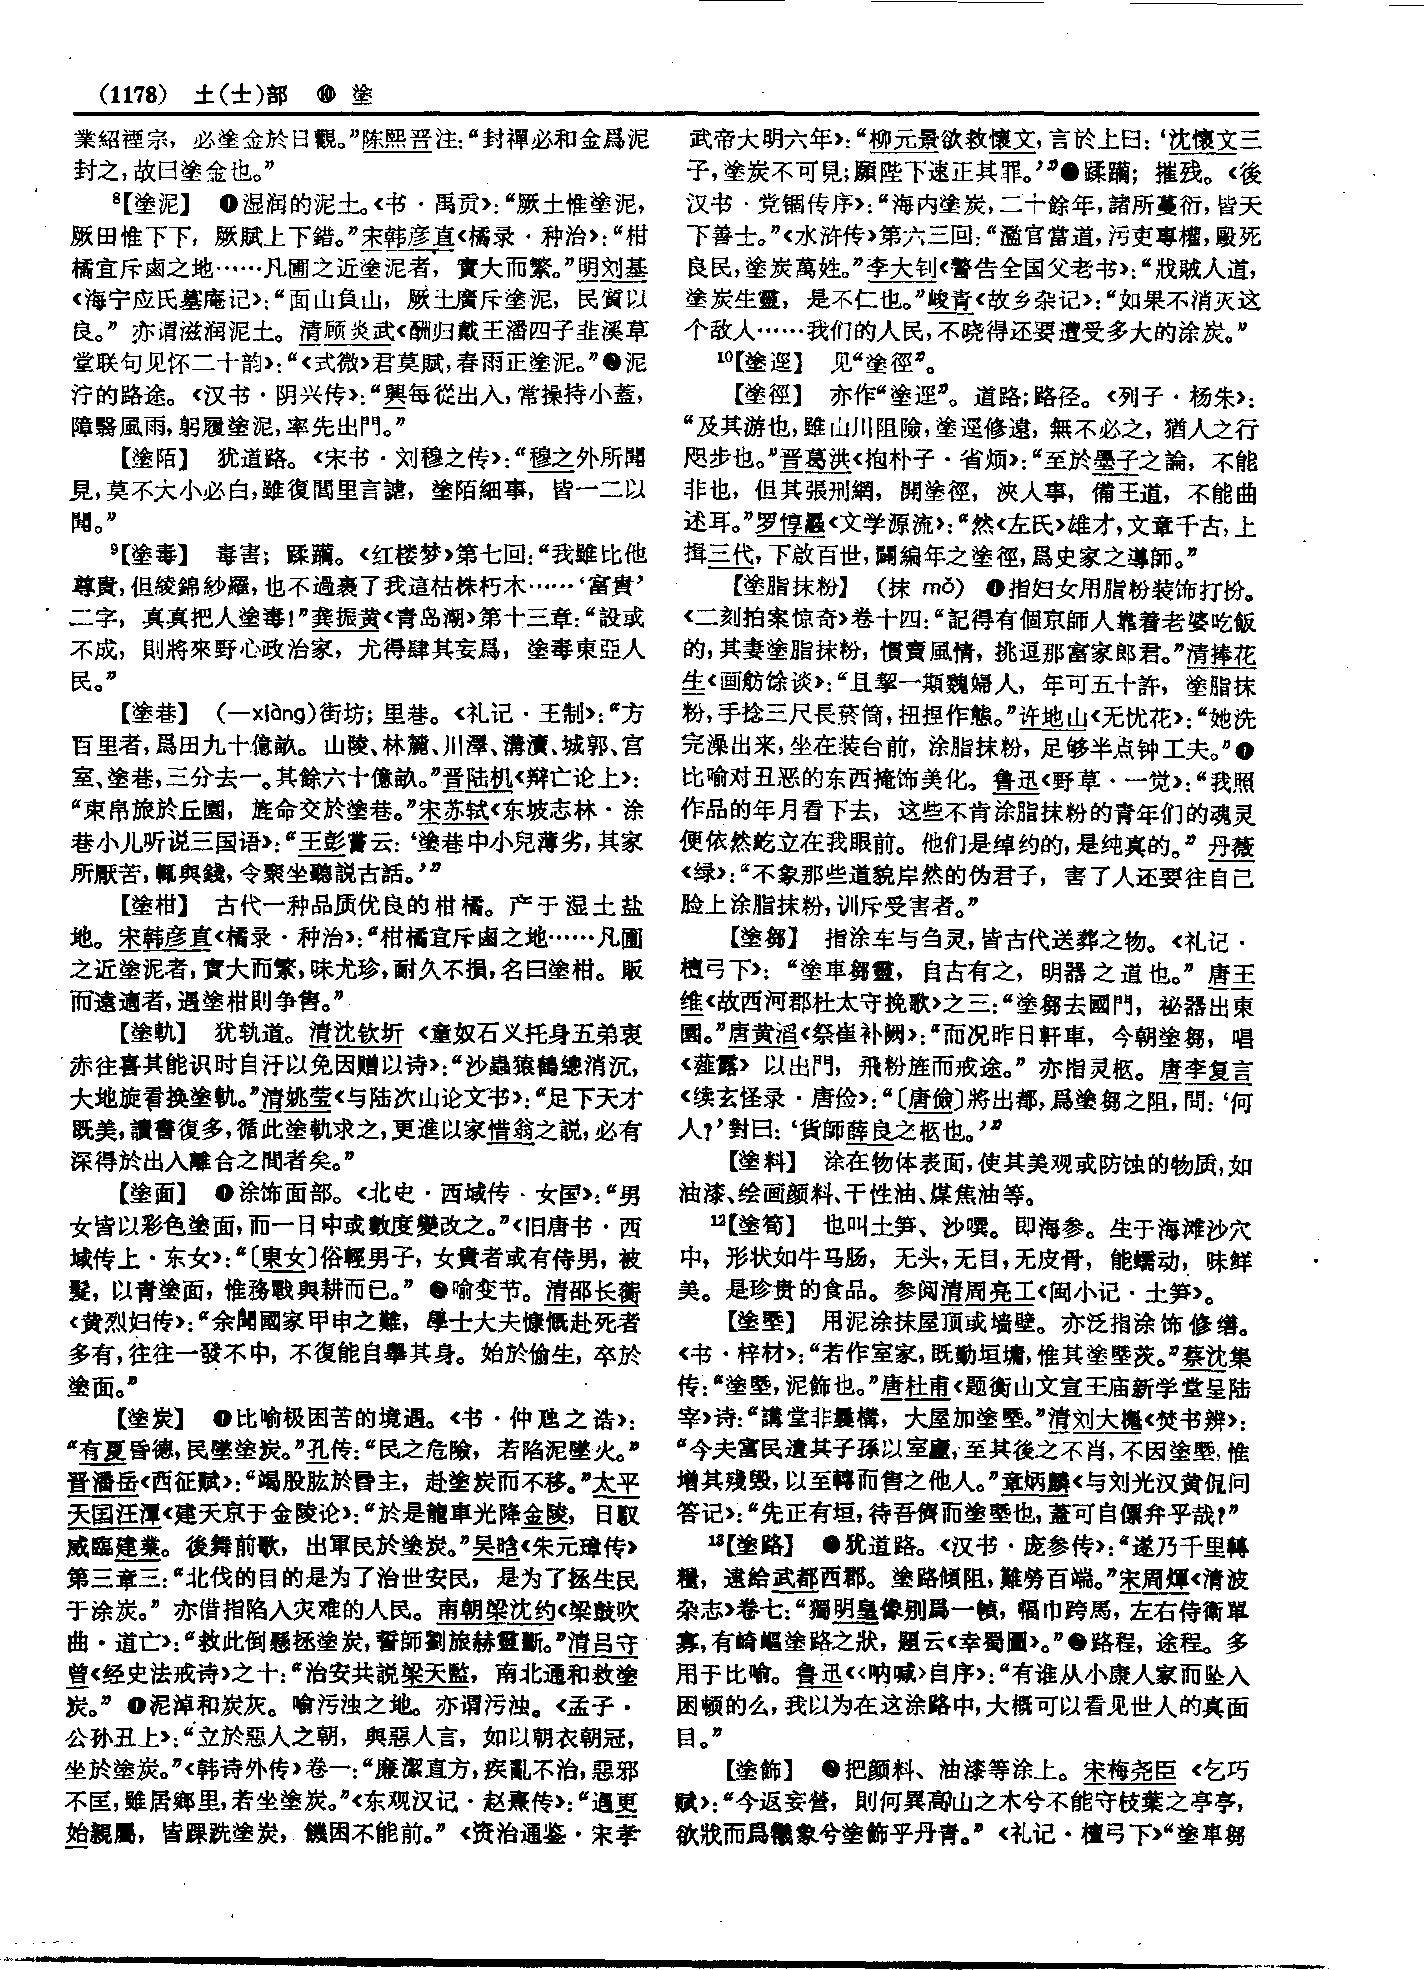 (1178) 土(士)部 ⑩ 塗
業紹禋宗，必塗金於日觀。”陈熙晋注：“封禪必和金爲泥
封之，故曰塗金也。”
⁸【塗泥】 ❶湿润的泥土。《书·禹贡》：“厥土惟塗泥，
厥田惟下下，厥賦上下錯。”宋韩彦直《橘录·种治》：“柑
橘宜斥鹵之地……凡圃之近塗泥者，實大而繁。”明刘基
《海宁应氏墓庵记》：“面山負山，厥土廣斥塗泥，民質以
良。”亦谓滋润泥土。清顾炎武《酬归戴王潘四子韭溪草
堂联句见怀二十韵》：“《式微》君莫賦，春雨正塗泥。”❷泥
泞的路途。《汉书·阴兴传》：“興每從出入，常操持小蓋，
障翳風雨，躬履塗泥，率先出門。”
【塗陌】 犹道路。《宋书·刘穆之传》：“穆之外所聞
見，莫不大小必白，雖復閭里言謔，塗陌細事，皆一二以
聞。”
⁹【塗毒】 毒害；蹂躏。《红楼梦》第七回：“我雖比他
尊貴，但綾錦紗羅，也不過裹了我這枯株朽木……‘富貴’
二字，真真把人塗毒！”龚振黄《青岛潮》第十三章：“設或
不成，則將來野心政治家，尤得肆其妄爲，塗毒東亞人
民。”
【塗巷】 (—xiàng)街坊；里巷。《礼记·王制》：“方
百里者，爲田九十億畝。山陵、林麓、川澤、溝瀆、城郭、宫
室、塗巷，三分去一。其餘六十億畝。”晋陆机《辩亡论上》：
“束帛旅於丘園，旌命交於塗巷。”宋苏轼《东坡志林·涂
巷小儿听说三国语》：“王彭嘗云：‘塗巷中小兒薄劣，其家
所厭苦，輒與錢，令聚坐聽説古話。’”
【塗柑】 古代一种品质优良的柑橘。产于湿土盐
地。宋韩彦直《橘录·种治》：“柑橘宜斥鹵之地……凡圃
之近塗泥者，實大而繁，味尤珍，耐久不損，名曰塗柑。販
而遠適者，遇塗柑則争售。”
【塗軌】 犹轨道。清沈钦圻《童奴石义托身五弟衷
赤往喜其能识时自汙以免因赠以诗》：“沙蟲猿鶴總消沉，
大地旋看换塗軌。”清姚莹《与陆次山论文书》：“足下天才
既美，讀書復多，循此塗軌求之，更進以家惜翁之説，必有
深得於出入離合之間者矣。”
【塗面】 ❶涂饰面部。《北史·西域传·女国》：“男
女皆以彩色塗面，而一日中或數度變改之。”《旧唐书·西
域传上·东女》：“〔東女〕俗輕男子，女貴者或有侍男，被
髮，以青塗面，惟務戰與耕而已。”❷喻变节。清邵长蘅
《黄烈妇传》：“余聞國家甲申之難，學士大夫慷慨赴死者
多有，往往一發不中，不復能自舉其身。始於偷生，卒於
塗面。”
【塗炭】 ❶比喻极困苦的境遇。《书·仲虺之诰》：
“有夏昏德，民墜塗炭。”孔传：“民之危險，若陷泥墜火。”
晋潘岳《西征赋》：“竭股肱於昏主，赴塗炭而不移。”太平
天国汪潭《建天京于金陵论》：“於是龍車光降金陵，日馭
威臨建業。後舞前歌，出軍民於塗炭。”吴晗《朱元璋传》
第三章三：“北伐的目的是为了治世安民，是为了拯生民
于涂炭。”亦借指陷入灾难的人民。南朝梁沈约《梁鼓吹
曲·道亡》：“救此倒懸拯塗炭，誓師劉旅赫靈斷。”清吕守
曾《经史法戒诗》之十：“治安共説梁天監，南北通和救塗
炭。”❷泥淖和炭灰。喻污浊之地。亦谓污浊。《孟子·
公孙丑上》：“立於惡人之朝，與惡人言，如以朝衣朝冠，
坐於塗炭。”《韩诗外传》卷一：“廉潔直方，疾亂不治，惡邪
不匡，雖居鄉里，若坐塗炭。”《东观汉记·赵熹传》：“遇更
始親屬，皆踝跣塗炭，饑困不能前。”《资治通鉴·宋孝
武帝大明六年》：“柳元景欲救懷文，言於上曰：‘沈懷文三
子，塗炭不可見；願陛下速正其罪。’”❸蹂躏；摧残。《後
汉书·党锢传序》：“海内塗炭，二十餘年，諸所蔓衍，皆天
下善士。”《水浒传》第六三回：“濫官當道，污吏專權，毆死
良民，塗炭萬姓。”李大钊《警告全国父老书》：“戕賊人道，
塗炭生靈，是不仁也。”峻青《故乡杂记》：“如果不消灭这
个敌人……我们的人民，不晓得还要遭受多大的涂炭。”
¹⁰【塗逕】 见“塗徑”。
【塗徑】 亦作“塗逕”。道路；路径。《列子·杨朱》：
“及其游也，雖山川阻險，塗逕修遠，無不必之，猶人之行
咫步也。”晋葛洪《抱朴子·省烦》：“至於墨子之論，不能
非也，但其張刑網，開塗徑，浹人事，備王道，不能曲
述耳。”罗惇曧《文学源流》：“然《左氏》雄才，文章千古，上
揖三代，下啟百世，闢編年之塗徑，爲史家之導師。”
【塗脂抹粉】 (抹 mǒ) ❶指妇女用脂粉装饰打扮。
《二刻拍案惊奇》卷十四：“記得有個京師人靠着老婆吃飯
的，其妻塗脂抹粉，慣賣風情，挑逗那富家郎君。”清捧花
生《画舫馀谈》：“且挈一頎魏婦人，年可五十許，塗脂抹
粉，手捻三尺長菸筒，扭捏作態。”许地山《无忧花》：“她洗
完澡出来，坐在装台前，涂脂抹粉，足够半点钟工夫。”❷
比喻对丑恶的东西掩饰美化。鲁迅《野草·一觉》：“我照
作品的年月看下去，这些不肯涂脂抹粉的青年们的魂灵
便依然屹立在我眼前。他们是绰约的，是纯真的。”丹薇
《绿》：“不象那些道貌岸然的伪君子，害了人还要往自己
脸上涂脂抹粉，训斥受害者。”
【塗芻】 指涂车与刍灵，皆古代送葬之物。《礼记·
檀弓下》：“塗車芻靈，自古有之，明器之道也。”唐王
维《故西河郡杜太守挽歌》之三：“塗芻去國門，祕器出東
園。”唐黄滔《祭崔补阙》：“而况昨日軒車，今朝塗芻，唱
《薤露》以出門，飛粉旌而戒途。”亦指灵柩。唐李复言
《续玄怪录·唐俭》：“〔唐儉〕將出都，爲塗芻之阻，問：‘何
人？’對曰：‘貨師薛良之柩也。’”
【塗料】 涂在物体表面，使其美观或防蚀的物质，如
油漆、绘画颜料、干性油、煤焦油等。
¹²【塗筍】 也叫土笋、沙噀。即海参。生于海滩沙穴
中，形状如牛马肠，无头，无目，无皮骨，能蠕动，味鲜
美。是珍贵的食品。参阅清周亮工《闽小记·土笋》。
【塗塈】 用泥涂抹屋顶或墙壁。亦泛指涂饰修缮。
《书·梓材》：“若作室家，既勤垣墉，惟其塗塈茨。”蔡沈集
传：“塗塈，泥飾也。”唐杜甫《题衡山文宣王庙新学堂呈陆
宰》诗：“講堂非曩構，大屋加塗塈。”清刘大櫆《焚书辨》：
“今夫富民遺其子孫以室廬，至其後之不肖，不因塗塈，惟
增其残毁，以至轉而售之他人。”章炳麟《与刘光汉黄侃问
答记》：“先正有垣，待吾儕而塗塈也，蓋可自儽弁乎哉？”
¹³【塗路】 ❶犹道路。《汉书·庞参传》：“遂乃千里轉
糧，遠給武都西郡。塗路傾阻，難勞百端。”宋周煇《清波
杂志》卷七：“獨明皇像别爲一幀，幅巾跨馬，左右侍衛單
寡，有崎嶇塗路之狀，題云《幸蜀圖》。”❷路程，途程。多
用于比喻。鲁迅《〈呐喊〉自序》：“有谁从小康人家而坠入
困顿的么，我以为在这涂路中，大概可以看见世人的真面
目。”
【塗飾】 ❶把颜料、油漆等涂上。宋梅尧臣《乞巧
赋》：“今返妄營，則何異高山之木兮不能守枝葉之亭亭，
欲戕而爲犧象兮塗飾乎丹青。”《礼记·檀弓下》“塗車芻